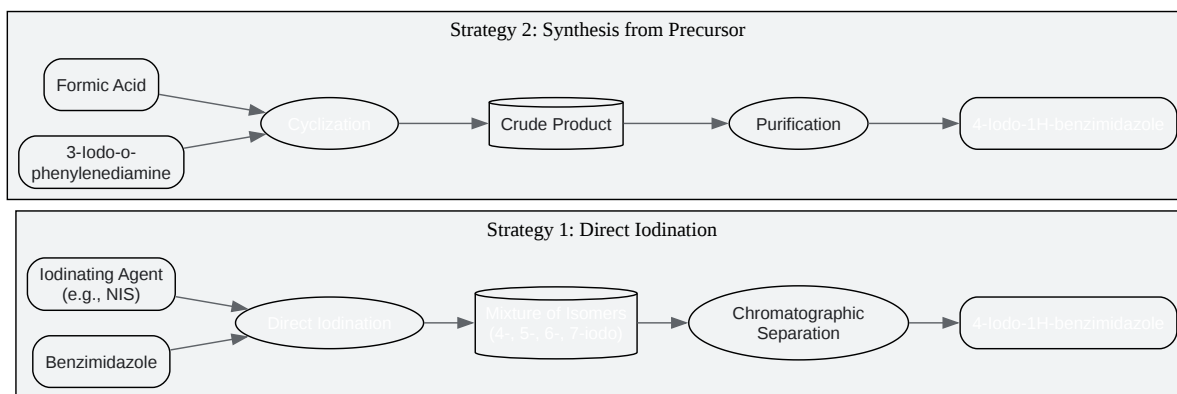 Strategy 2: Synthesis from Precursor
Formic Acid
3-Iodo-o-
phenylenediamine
Cyclization
Crude Product
Purification
4-Iodo-1H-benzimidazole
Strategy 1: Direct Iodination
Iodinating Agent
(e.g., NIS)
Benzimidazole
Direct Iodination
Mixture of Isomers
(4-, 5-, 6-, 7-iodo)
Chromatographic
Separation
4-Iodo-1H-benzimidazole